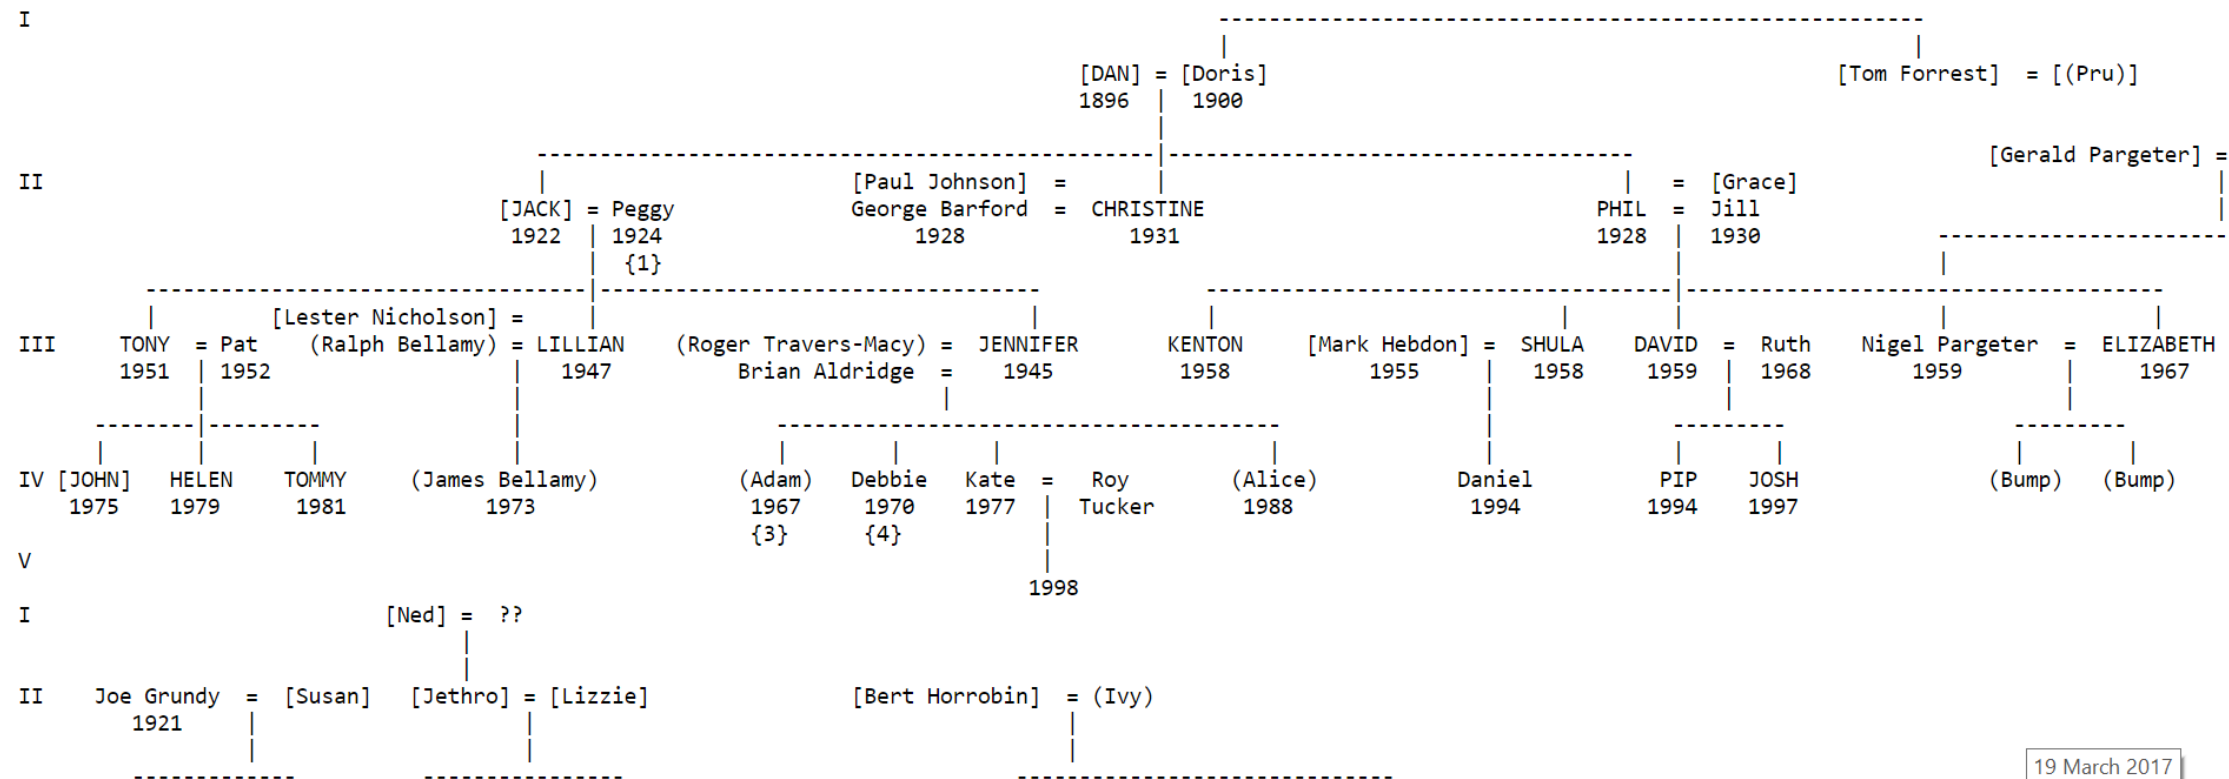 I
[DAN] = [Doris] [Tom Forrest] = [(Pru)]
1896 1900
[Gerald Pargeter] =
II [Paul Johnson] = = [Grace]
[JACK] = Peggy George Barford = CHRISTINE PHIL = Jill
1922 1924 1928 1931 1928 1930
{1}
[Lester Nicholson] =
III TONY = Pat (Ralph Bellamy) = LILLIAN (Roger Travers-Macy) = JENNIFER KENTON [Mark Hebdon] = SHULA DAVID = Ruth Nigel Pargeter = ELIZABETH
1951 1952 1947 Brian Aldridge = 1945 1958 1955 1958 1959 1968 1959 1967
IV [JOHN] HELEN TOMMY (James Bellamy) (Adam) Debbie Kate = Roy (Alice) Daniel PIP JOSH (Bump) (Bump)
1975 1979 1981 1973 1967 1970 1977 Tucker 1988 1994 1994 1997
{3} {4}
V
1998
I [Ned] = ??
II Joe Grundy = [Susan] [Jethro] = [Lizzie] [Bert Horrobin] = (Ivy)
1921
19 March 2017